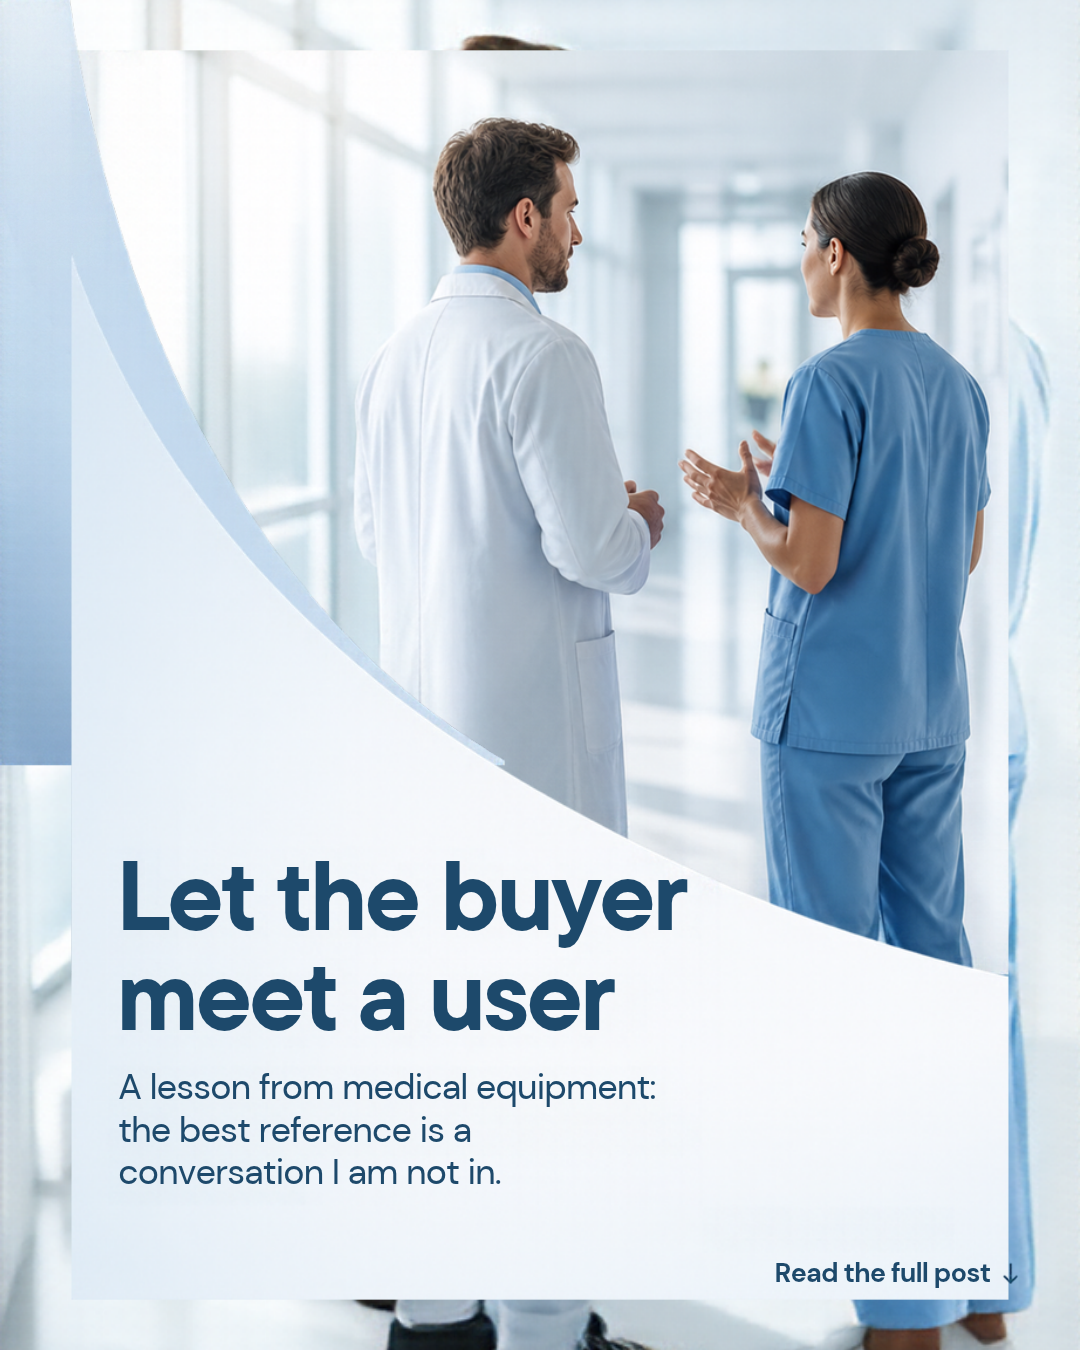 Let the buyer
meet a user
A lesson from medical equipment:
the best reference is a
conversation I am not in.
Read the full post ↓